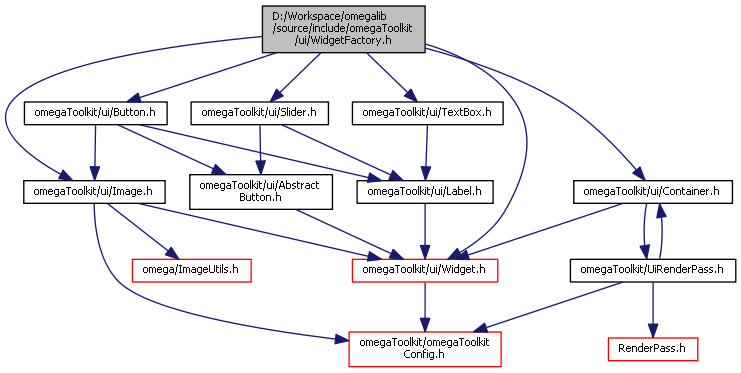 D:/Workspace/omegalib
/source/include/omegaToolkit
/ui/WidgetFactory.h
omegaToolkit/ui/Button.h
omegaToolkit/ui/Slider.h
omegaToolkit/ui/TextBox.h
omegaToolkit/ui/Image.h
omegaToolkit/ui/Abstract
Button.h
omegaToolkit/ui/Label.h
omegaToolkit/ui/Container.h
omega/ImageUtils.h
omegaToolkit/ui/Widget.h
omegaToolkit/UiRenderPass.h
omegaToolkit/omegaToolkit
Config.h
RenderPass.h